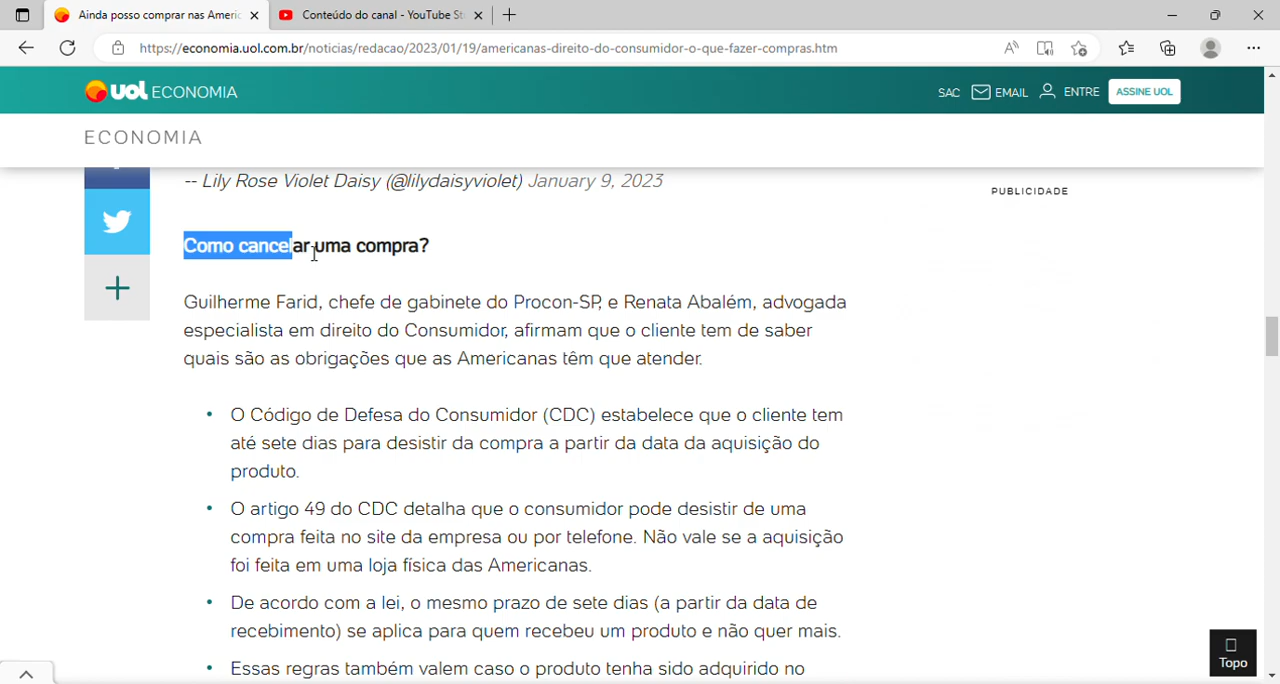 Ainda posso comprar nas Americ
Conteúdo do canal - YouTube St
https://economia.uol.com.br/noticias/redacao/2023/01/19/americanas-direito-do-consumidor-o-que-fazer-compras.htm
UOL ECONOMIA
SAC EMAIL ENTRE ASSINE UOL
ECONOMIA
-- Lily Rose Violet Daisy (@lilydaisyviolet) January 9, 2023
PUBLICIDADE
Como cancelar uma compra?
Guilherme Farid, chefe de gabinete do Procon-SP, e Renata Abalém, advogada
especialista em direito do Consumidor, afirmam que o cliente tem de saber
quais são as obrigações que as Americanas têm que atender.
• O Código de Defesa do Consumidor (CDC) estabelece que o cliente tem
até sete dias para desistir da compra a partir da data da aquisição do
produto.
• O artigo 49 do CDC detalha que o consumidor pode desistir de uma
compra feita no site da empresa ou por telefone. Não vale se a aquisição
foi feita em uma loja física das Americanas.
• De acordo com a lei, o mesmo prazo de sete dias (a partir da data de
recebimento) se aplica para quem recebeu um produto e não quer mais.
• Essas regras também valem caso o produto tenha sido adquirido no
Topo